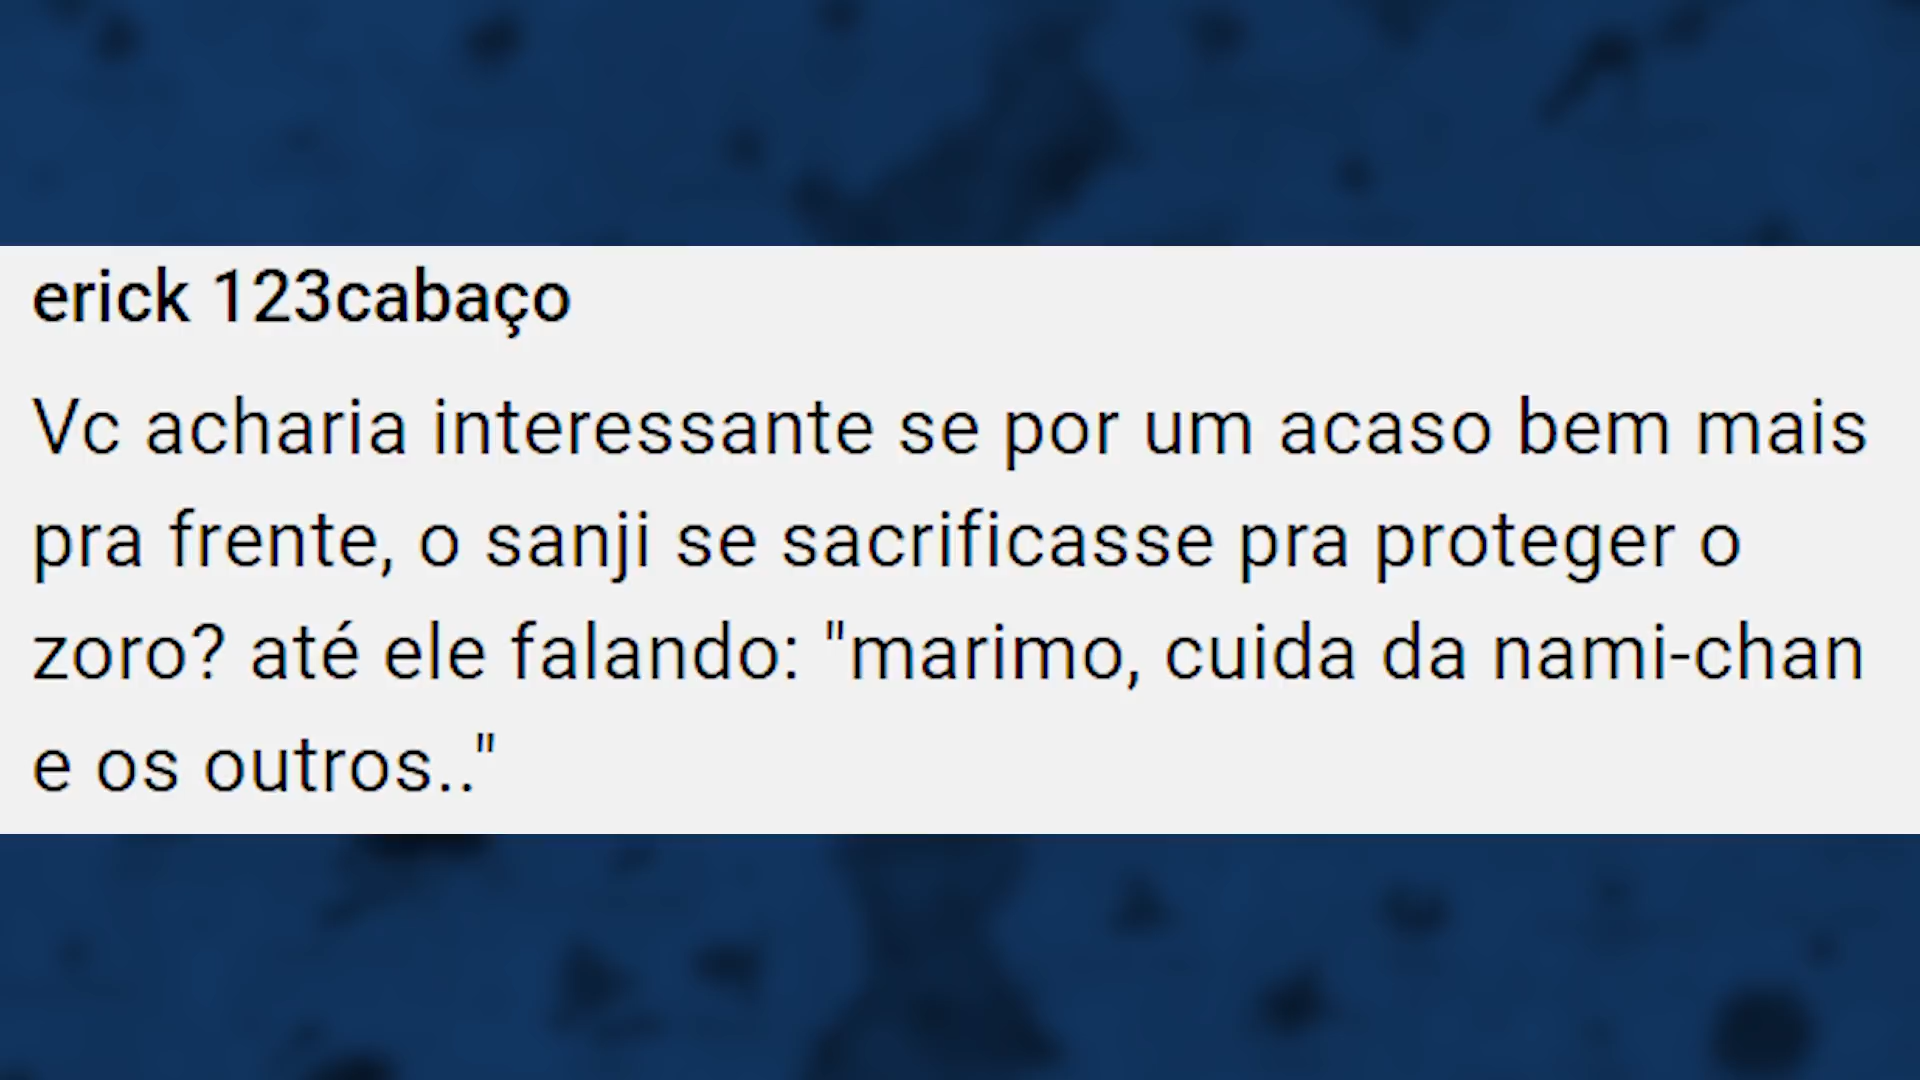 erick 123cabaço
Vc acharia interessante se por um acaso bem mais
pra frente, o sanji se sacrificasse pra proteger o
zoro? até ele falando: "marimo, cuida da nami-chan
e os outros.."